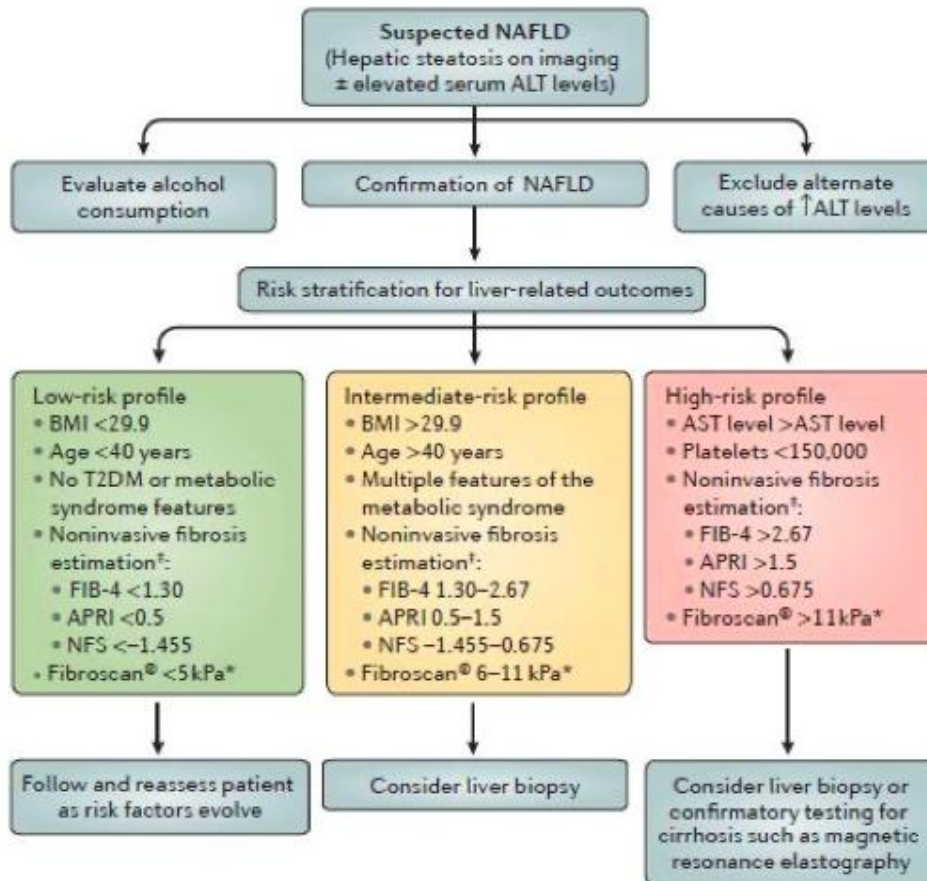 Suspected NAFLD
(Hepatic steatosis on imaging
± elevated serum ALT levels)
Evaluate alcohol
consumption
Confirmation of NAFLD
Exclude alternate
causes of ↑ALT levels
Risk stratification for liver-related outcomes
Low-risk profile
• BMI <29.9
• Age <40 years
• No T2DM or metabolic
syndrome features
• Noninvasive fibrosis
estimation‡:
• FIB-4 <1.30
• APRI <0.5
• NFS <–1.455
• Fibroscan® <5 kPa*
Intermediate-risk profile
• BMI >29.9
• Age >40 years
• Multiple features of the
metabolic syndrome
• Noninvasive fibrosis
estimation‡:
• FIB-4 1.30–2.67
• APRI 0.5–1.5
• NFS –1.455–0.675
• Fibroscan® 6–11 kPa*
High-risk profile
• AST level >AST level
• Platelets <150,000
• Noninvasive fibrosis
estimation‡:
• FIB-4 >2.67
• APRI >1.5
• NFS >0.675
• Fibroscan® >11 kPa*
Follow and reassess patient
as risk factors evolve
Consider liver biopsy
Consider liver biopsy or
confirmatory testing for
cirrhosis such as magnetic
resonance elastography